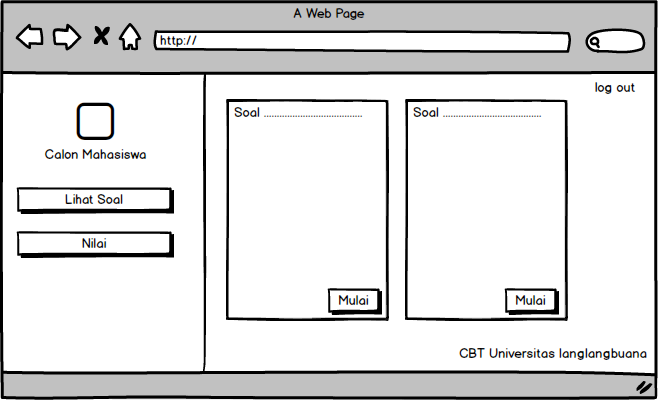 A Web Page
http://
log out
Calon Mahasiswa
Lihat Soal
Nilai
Soal ......................................
Mulai
Soal ......................................
Mulai
CBT Universitas langlangbuana